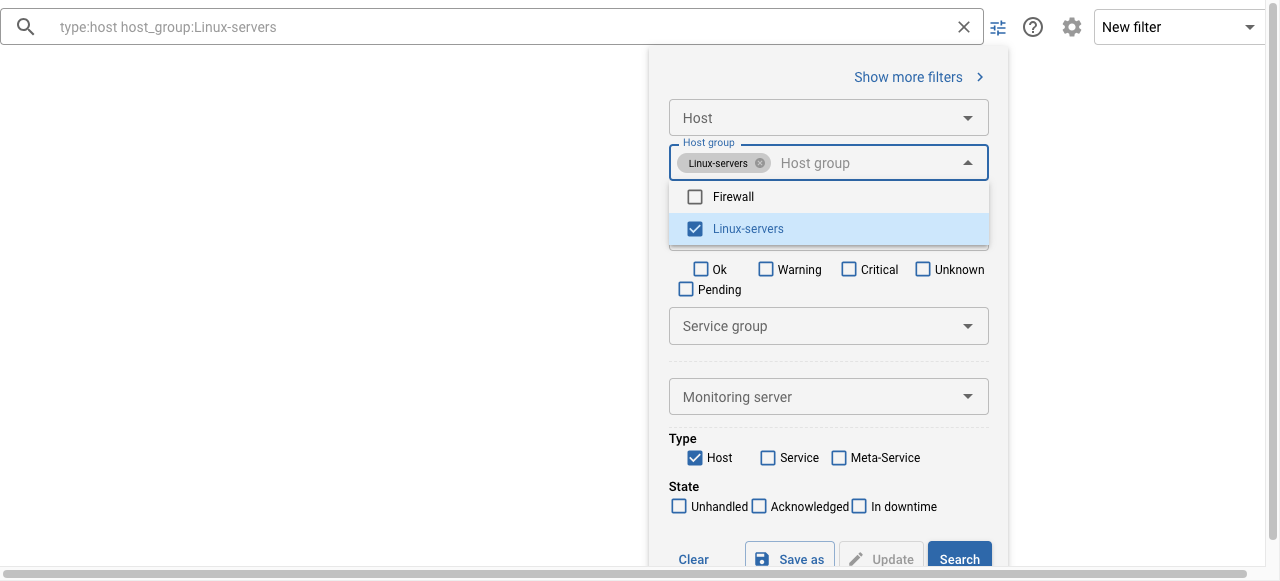 type:host host_group:Linux-servers
New filter
Show more filters
Host
Host group
Linux-servers
Host group
Firewall
Linux-servers
Ok
Warning
Critical
Unknown
Pending
Service group
Monitoring server
Type
Host
Service
Meta-Service
State
Unhandled
Acknowledged
In downtime
Clear
Save as
Update
Search